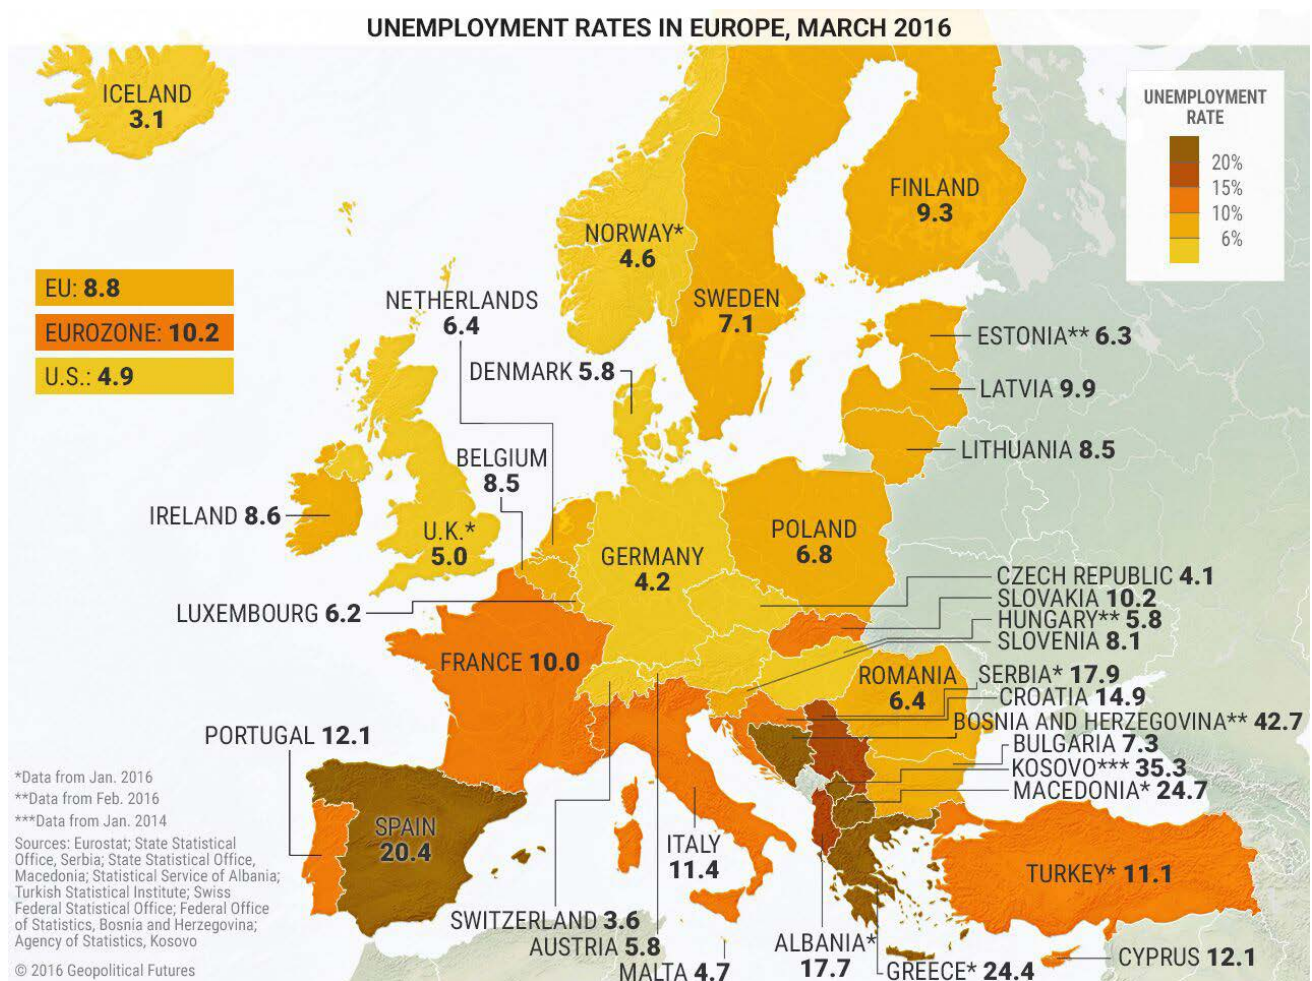 UNEMPLOYMENT RATES IN EUROPE, MARCH 2016
ICELAND
3.1
UNEMPLOYMENT
RATE
20%
15%
10%
6%
FINLAND
9.3
NORWAY*
4.6
EU: 8.8
EUROZONE: 10.2
U.S.: 4.9
NETHERLANDS
6.4
SWEDEN
7.1
DENMARK 5.8
ESTONIA** 6.3
LATVIA 9.9
LITHUANIA 8.5
BELGIUM
8.5
IRELAND 8.6
U.K.*
5.0
GERMANY
4.2
POLAND
6.8
LUXEMBOURG 6.2
CZECH REPUBLIC 4.1
SLOVAKIA 10.2
HUNGARY** 5.8
SLOVENIA 8.1
FRANCE 10.0
ROMANIA
6.4
SERBIA* 17.9
CROATIA 14.9
BOSNIA AND HERZEGOVINA** 42.7
BULGARIA 7.3
KOSOVO*** 35.3
MACEDONIA* 24.7
PORTUGAL 12.1
SPAIN
20.4
ITALY
11.4
TURKEY* 11.1
SWITZERLAND 3.6
AUSTRIA 5.8
MALTA 4.7
ALBANIA*
17.7
GREECE* 24.4
CYPRUS 12.1
*Data from Jan. 2016
**Data from Feb. 2016
***Data from Jan. 2014
Sources: Eurostat; State Statistical
Office, Serbia; State Statistical Office,
Macedonia; Statistical Service of Albania;
Turkish Statistical Institute; Swiss
Federal Statistical Office; Federal Office
of Statistics, Bosnia and Herzegovina;
Agency of Statistics, Kosovo
© 2016 Geopolitical Futures